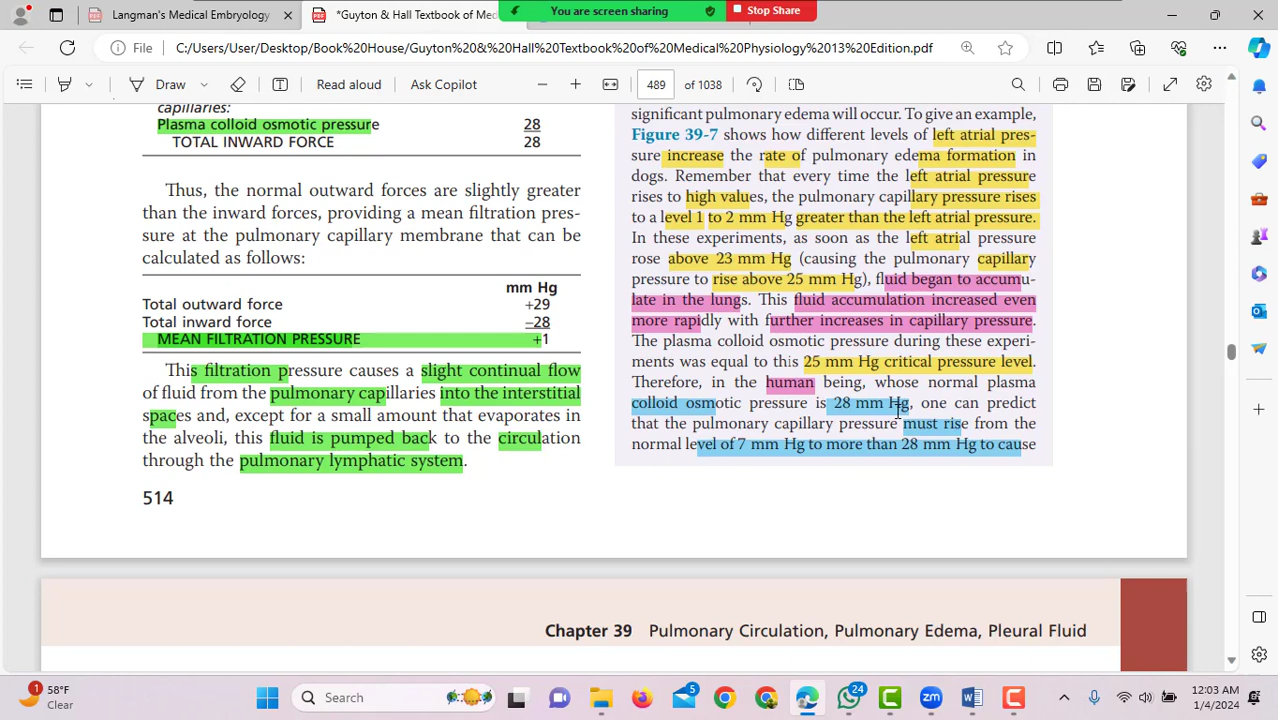 Langman's Medical Embryology
*Guyton & Hall Textbook of Med
You are screen sharing
Stop Share
File
C:/Users/User/Desktop/Book%20House/Guyton%20&%20Hall%20Textbook%20of%20Medical%20Physiology%2013%20Edition.pdf
Draw
Read aloud
Ask Copilot
489 of 1038
capillaries:
Plasma colloid osmotic pressure 28
TOTAL INWARD FORCE 28
Thus, the normal outward forces are slightly greater
than the inward forces, providing a mean filtration pres-
sure at the pulmonary capillary membrane that can be
calculated as follows:
mm Hg
Total outward force +29
Total inward force −28
MEAN FILTRATION PRESSURE +1
This filtration pressure causes a slight continual flow
of fluid from the pulmonary capillaries into the interstitial
spaces and, except for a small amount that evaporates in
the alveoli, this fluid is pumped back to the circulation
through the pulmonary lymphatic system.
514
significant pulmonary edema will occur. To give an example,
Figure 39-7 shows how different levels of left atrial pres-
sure increase the rate of pulmonary edema formation in
dogs. Remember that every time the left atrial pressure
rises to high values, the pulmonary capillary pressure rises
to a level 1 to 2 mm Hg greater than the left atrial pressure.
In these experiments, as soon as the left atrial pressure
rose above 23 mm Hg (causing the pulmonary capillary
pressure to rise above 25 mm Hg), fluid began to accumu-
late in the lungs. This fluid accumulation increased even
more rapidly with further increases in capillary pressure.
The plasma colloid osmotic pressure during these experi-
ments was equal to this 25 mm Hg critical pressure level.
Therefore, in the human being, whose normal plasma
colloid osmotic pressure is 28 mm Hg, one can predict
that the pulmonary capillary pressure must rise from the
normal level of 7 mm Hg to more than 28 mm Hg to cause
Chapter 39 Pulmonary Circulation, Pulmonary Edema, Pleural Fluid
1
58°F
Clear
Search
5
24
12:03 AM
1/4/2024